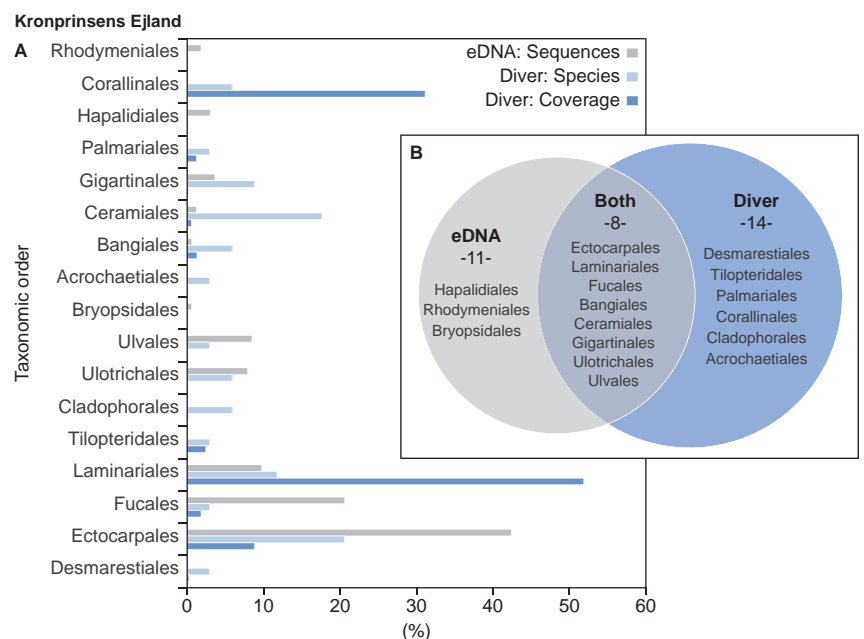 Kronprinsens Ejland
A
eDNA: Sequences
Diver: Species
Diver: Coverage
Taxonomic order
Rhodymeniales
Corallinales
Hapalidiales
Palmariales
Gigartinales
Ceramiales
Bangiales
Acrochaetiales
Bryopsidales
Ulvales
Ulotrichales
Cladophorales
Tilopteridales
Laminariales
Fucales
Ectocarpales
Desmarestiales
0 10 20 30 40 50 60
(%)
B
eDNA
-11-
Hapalidiales
Rhodymeniales
Bryopsidales
Both
-8-
Ectocarpales
Laminariales
Fucales
Bangiales
Ceramiales
Gigartinales
Ulotrichales
Ulvales
Diver
-14-
Desmarestiales
Tilopteridales
Palmariales
Corallinales
Cladophorales
Acrochaetiales